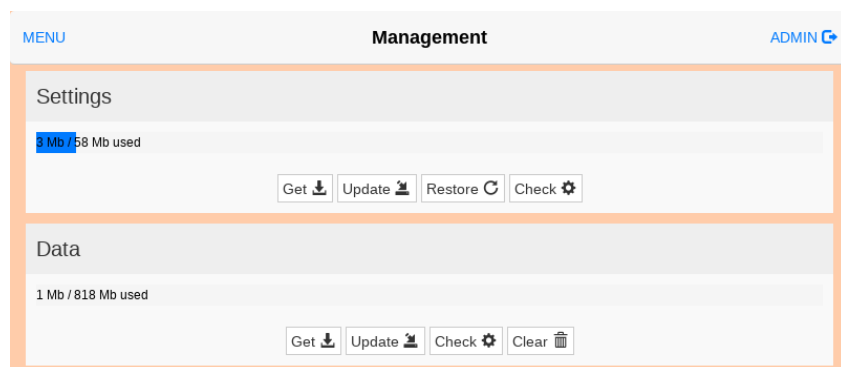 MENU Management ADMIN
Settings
3 Mb / 58 Mb used
Get Update Restore Check
Data
1 Mb / 818 Mb used
Get Update Check Clear